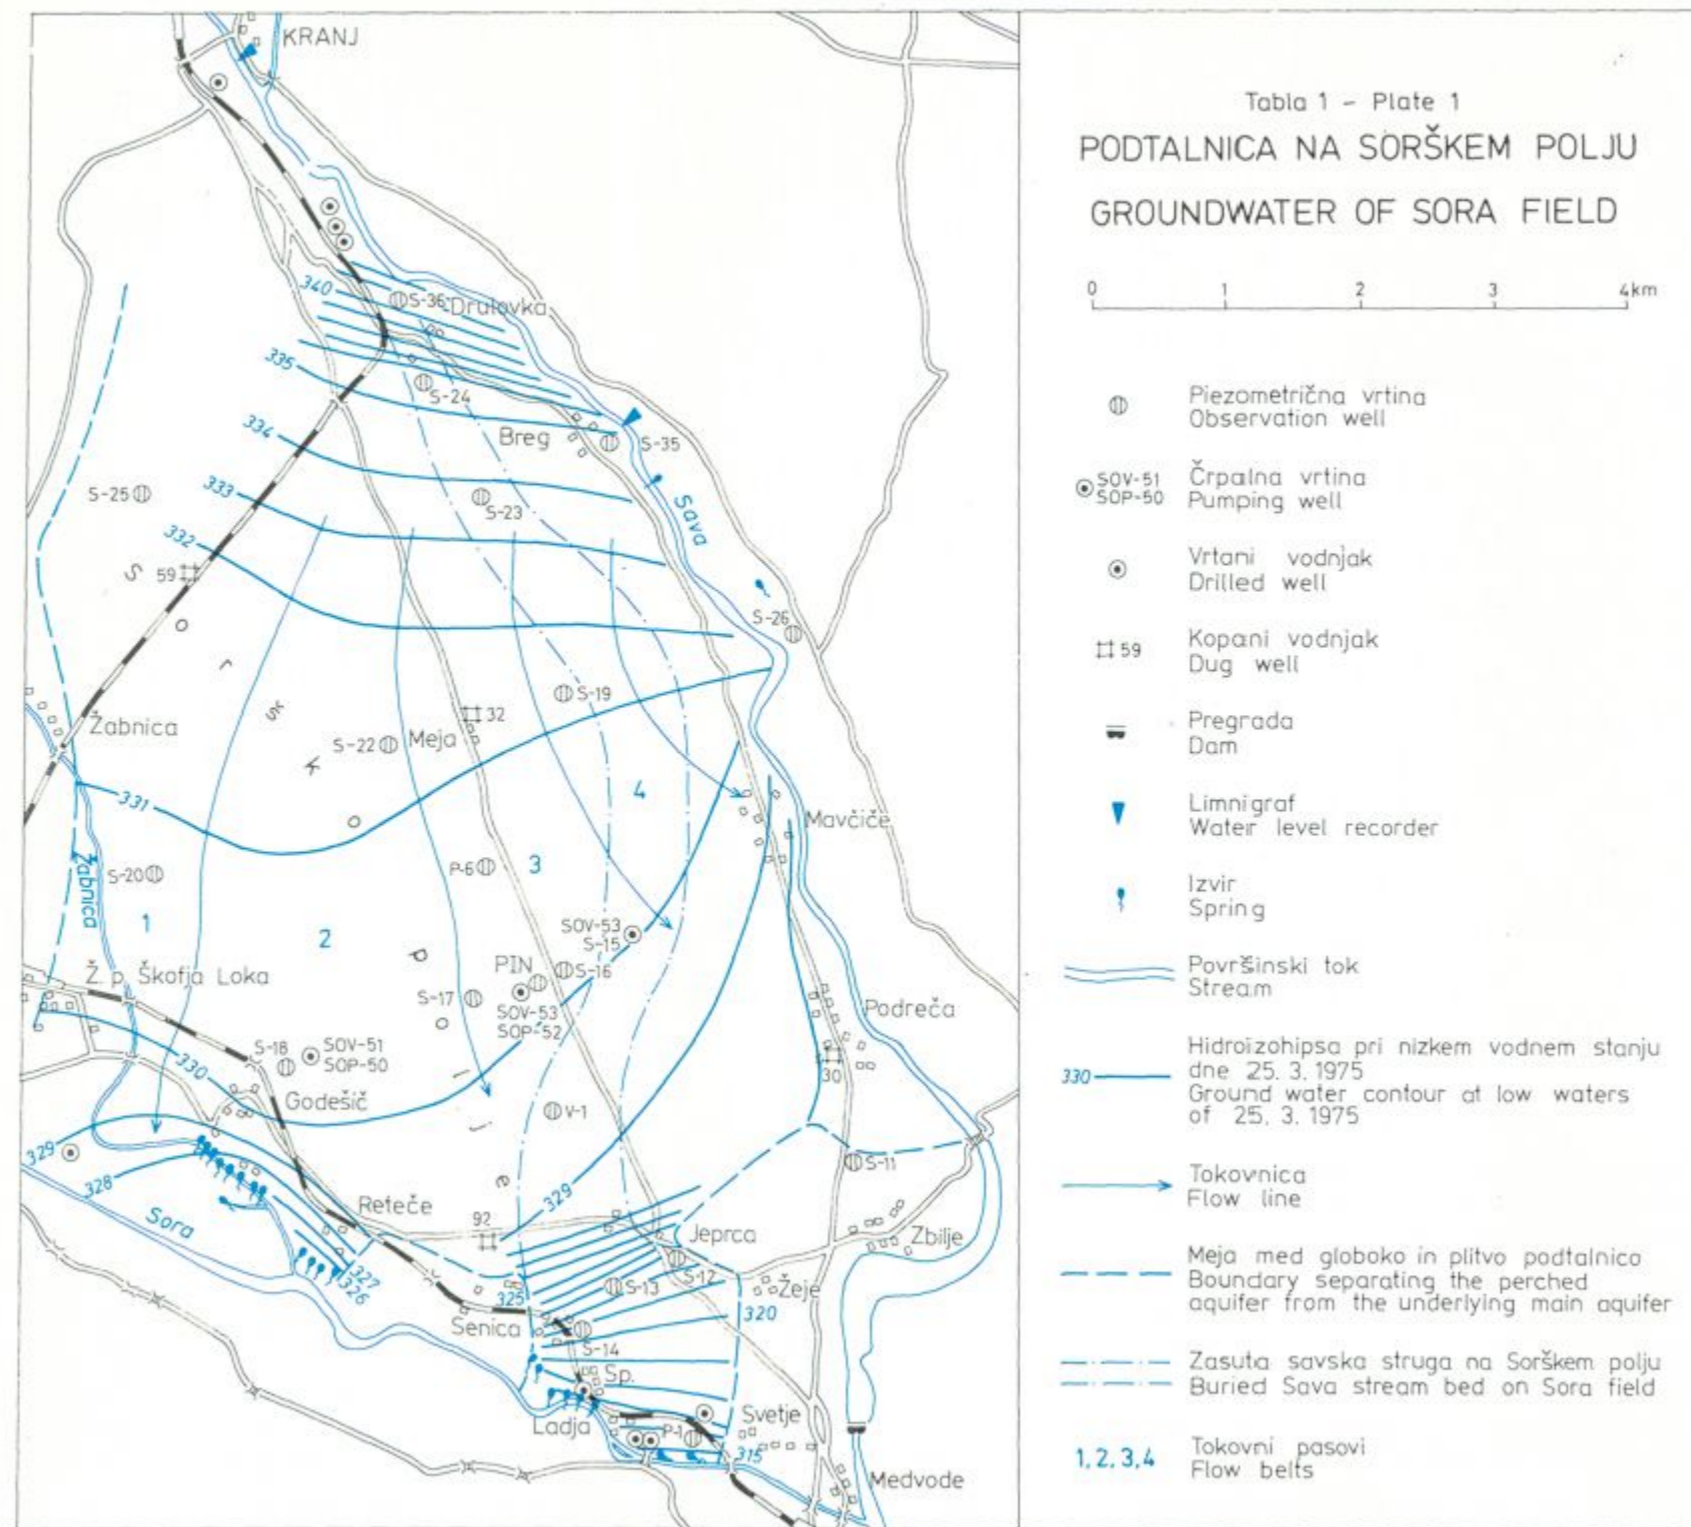 Tabla 1 - Plate 1
PODTALNICA NA SORŠKEM POLJU
GROUNDWATER OF SORA FIELD
0 1 2 3 4km
Piezometrična vrtina
Observation well
SOV-51
SOP-50
Črpalna vrtina
Pumping well
Vrtani vodnjak
Drilled well
59
Kopani vodnjak
Dug well
Pregrada
Dam
Limnigraf
Water level recorder
Izvir
Spring
Površinski tok
Stream
330
Hidroizohipsa pri nizkem vodnem stanju
dne 25. 3. 1975
Ground water contour at low waters
of 25. 3. 1975
Tokovnica
Flow line
Meja med globoko in plitvo podtalnico
Boundary separating the perched
aquifer from the underlying main aquifer
Zasuta savska struga na Sorškem polju
Buried Sava stream bed on Sora field
1, 2, 3, 4
Tokovni pasovi
Flow belts
KRANJ
340
S-36
Drulovka
335
S-24
334
Breg
S-35
S-25
333
S-23
Sava
332
59
S-26
Sorško polje
S-19
32
Žabnica
S-22
Meja
331
4
Mavčiče
Žabnica
S-20
P-6
3
1
2
SOV-53
S-15
Ž. p. Škofja Loka
PIN
S-16
S-17
SOV-53
SOP-52
Podreča
S-18
SOV-51
SOP-50
330
30
Godešič
V-1
329
S-11
328
Reteče
329
Sora
92
Jeprca
Zbilje
327
326
S-12
S-13
Žeje
325
320
Senica
S-14
Sp.
Ladja
P-1
Svetje
315
Medvode